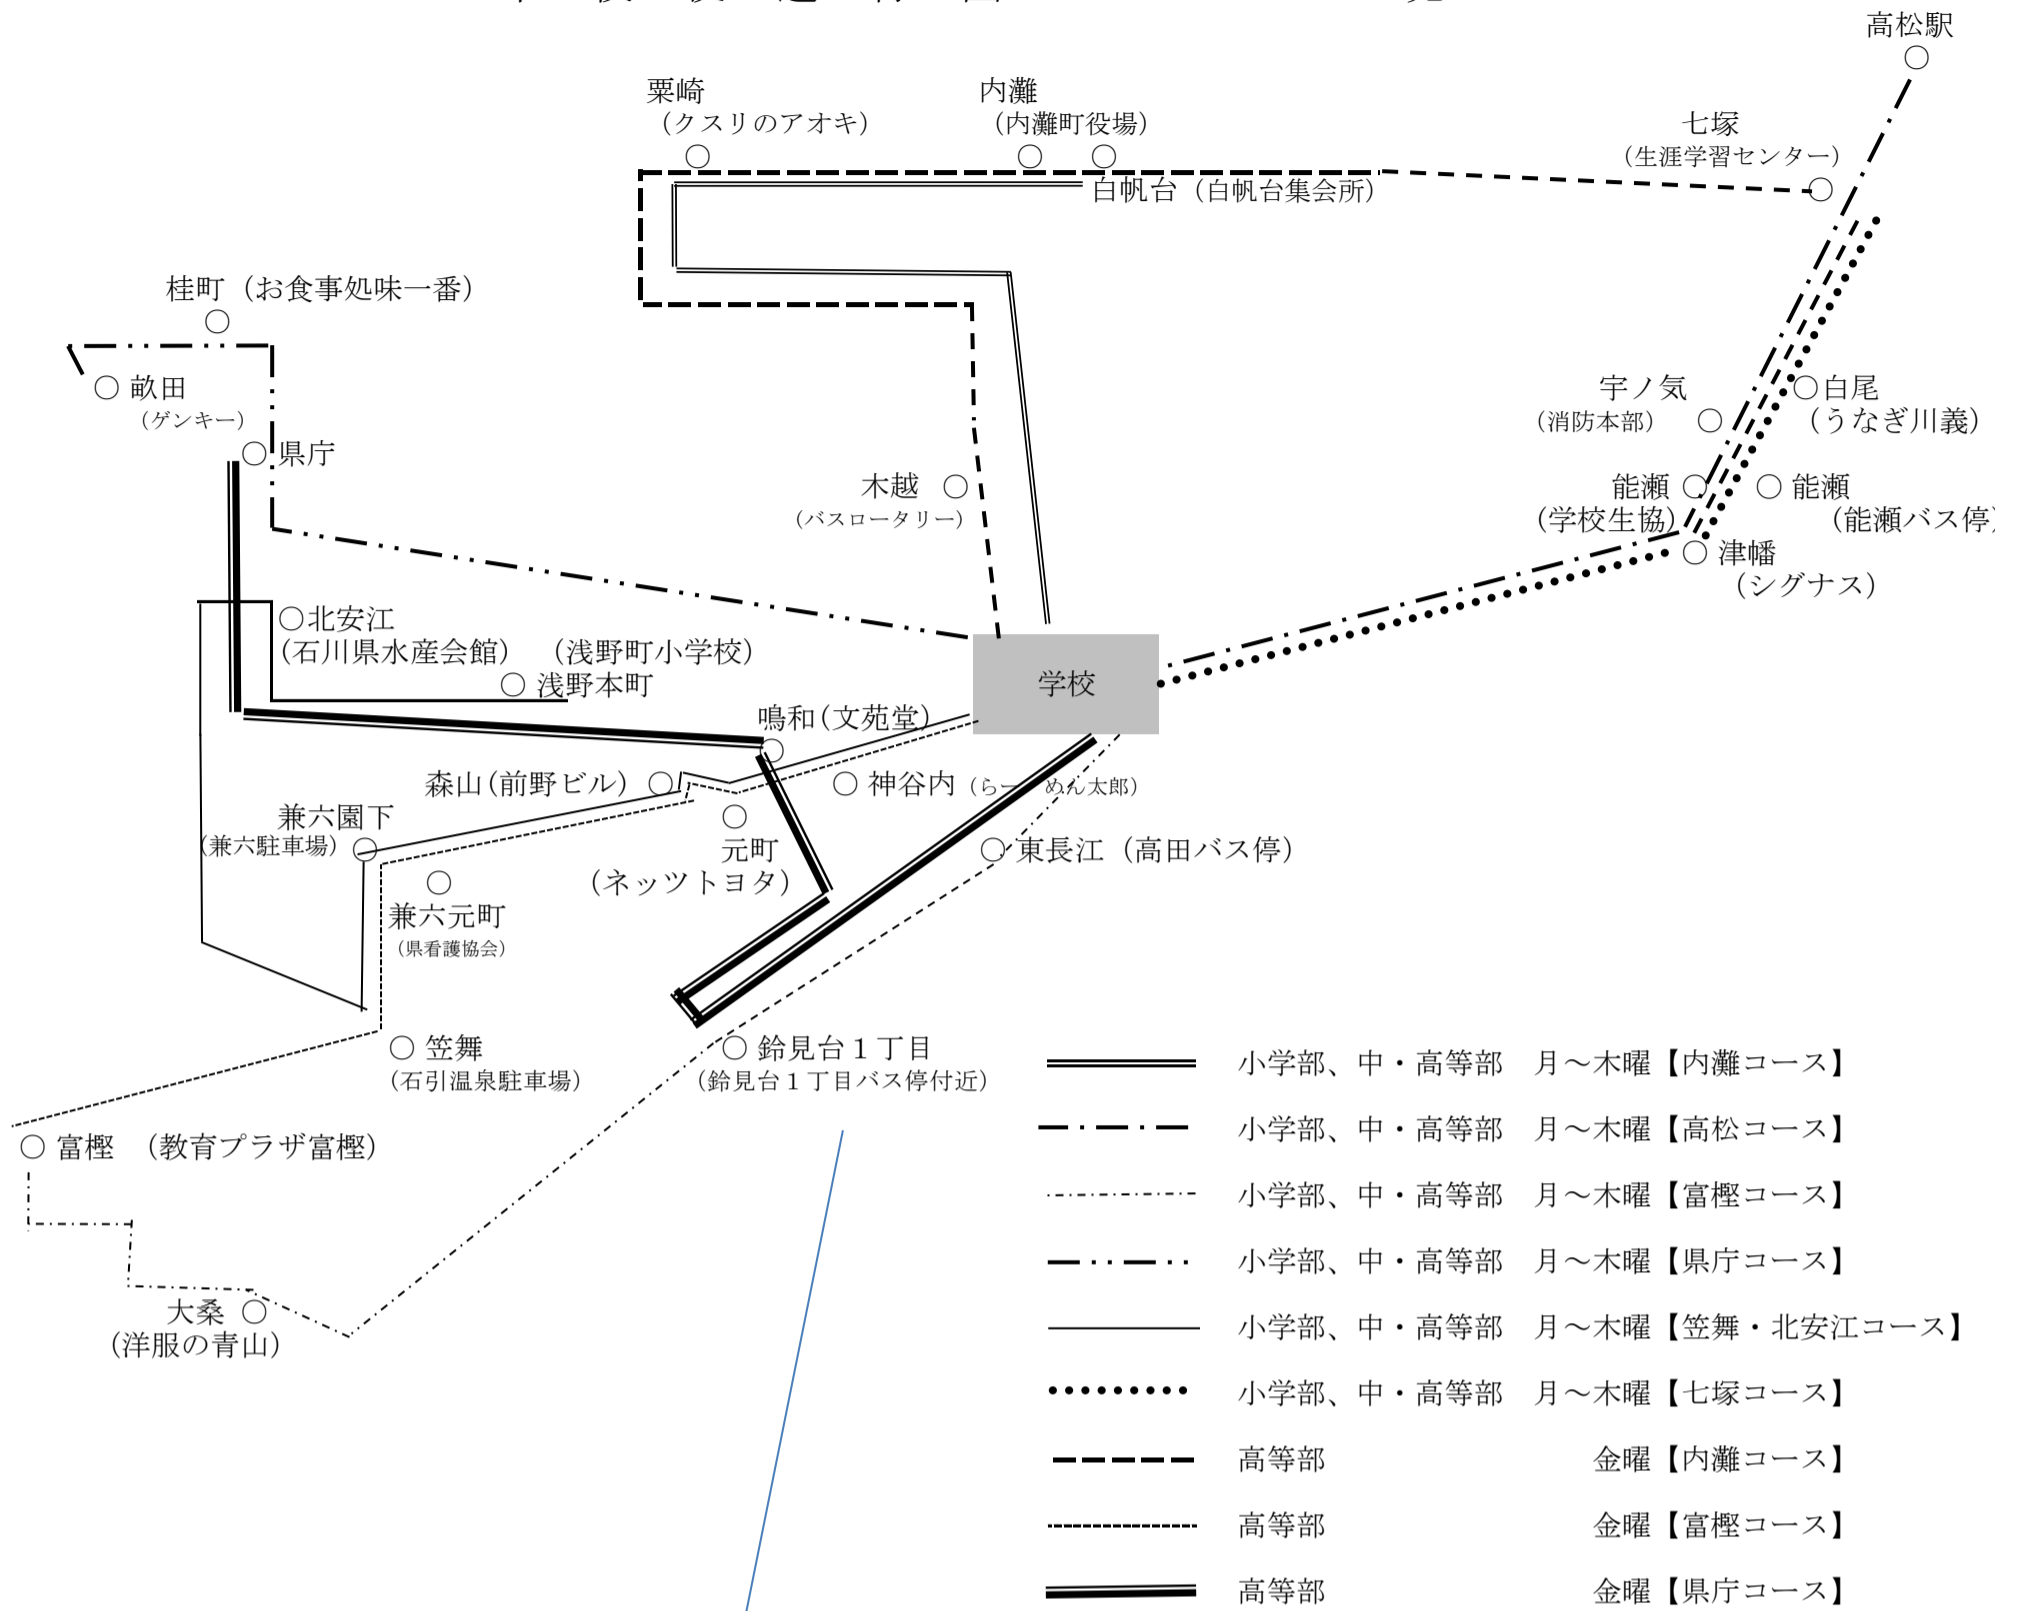 高松駅
粟崎
（クスリのアオキ）
内灘
（内灘町役場）
七塚
（生涯学習センター）
白帆台（白帆台集会所）
桂町（お食事処味一番）
畝田
（ゲンキー）
県庁
宇ノ気
（消防本部）
白尾
（うなぎ川義）
木越
（バスロータリー）
能瀬
（学校生協）
能瀬
（能瀬バス停）
津幡
（シグナス）
北安江
（石川県水産会館）
（浅野町小学校）
浅野本町
学校
鳴和（文苑堂）
森山（前野ビル）
神谷内（らーめん太郎）
兼六園下
（兼六駐車場）
元町
（ネッツトヨタ）
東長江（高田バス停）
兼六元町
（県看護協会）
笠舞
（石引温泉駐車場）
鈴見台１丁目
（鈴見台１丁目バス停付近）
富樫　（教育プラザ富樫）
大桑
（洋服の青山）
小学部、中・高等部　月～木曜【内灘コース】
小学部、中・高等部　月～木曜【高松コース】
小学部、中・高等部　月～木曜【富樫コース】
小学部、中・高等部　月～木曜【県庁コース】
小学部、中・高等部　月～木曜【笠舞・北安江コース】
小学部、中・高等部　月～木曜【七塚コース】
高等部　金曜【内灘コース】
高等部　金曜【富樫コース】
高等部　金曜【県庁コース】